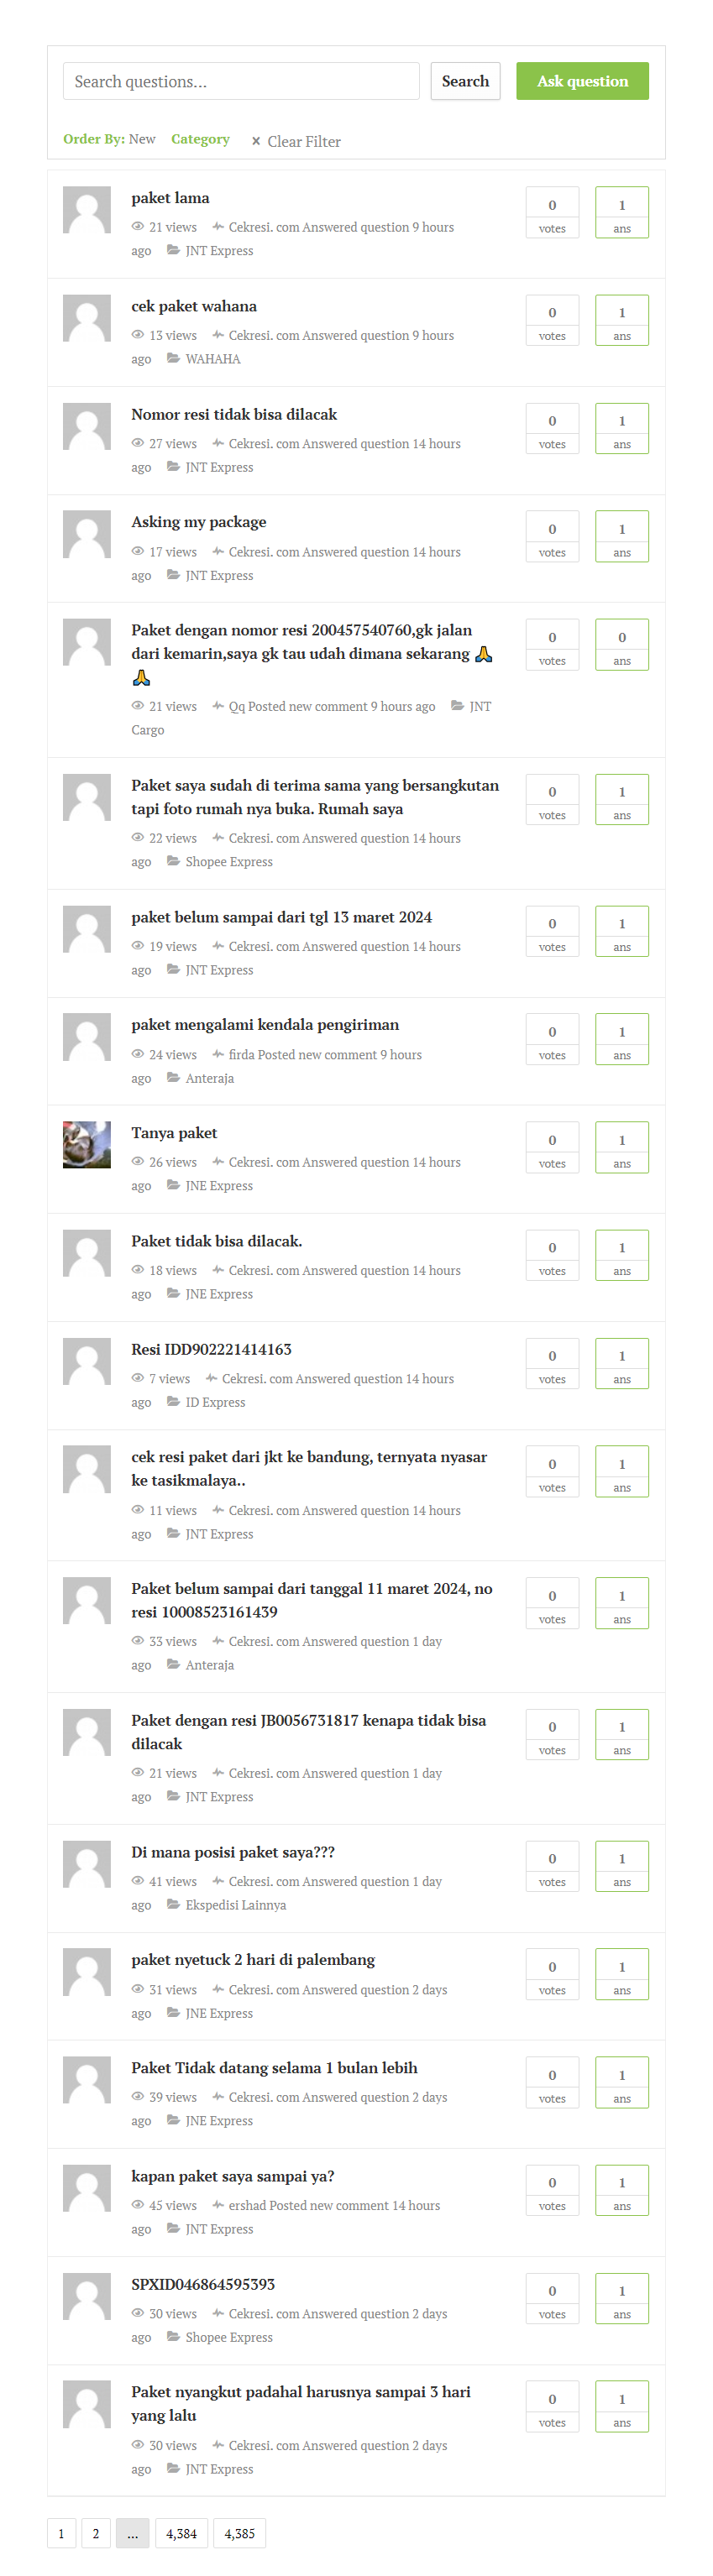 Search questions...
Search
Ask question
Order By: New Category × Clear Filter
paket lama
21 views Cekresi. com Answered question 9 hours
ago JNT Express
0
votes
1
ans
cek paket wahana
13 views Cekresi. com Answered question 9 hours
ago WAHAHA
0
votes
1
ans
Nomor resi tidak bisa dilacak
27 views Cekresi. com Answered question 14 hours
ago JNT Express
0
votes
1
ans
Asking my package
17 views Cekresi. com Answered question 14 hours
ago JNT Express
0
votes
1
ans
Paket dengan nomor resi 200457540760,gk jalan
dari kemarin,saya gk tau udah dimana sekarang 🙏
🙏
21 views Qq Posted new comment 9 hours ago JNT
Cargo
0
votes
0
ans
Paket saya sudah di terima sama yang bersangkutan
tapi foto rumah nya buka. Rumah saya
22 views Cekresi. com Answered question 14 hours
ago Shopee Express
0
votes
1
ans
paket belum sampai dari tgl 13 maret 2024
19 views Cekresi. com Answered question 14 hours
ago JNT Express
0
votes
1
ans
paket mengalami kendala pengiriman
24 views firda Posted new comment 9 hours
ago Anteraja
0
votes
1
ans
Tanya paket
26 views Cekresi. com Answered question 14 hours
ago JNE Express
0
votes
1
ans
Paket tidak bisa dilacak.
18 views Cekresi. com Answered question 14 hours
ago JNE Express
0
votes
1
ans
Resi IDD902221414163
7 views Cekresi. com Answered question 14 hours
ago ID Express
0
votes
1
ans
cek resi paket dari jkt ke bandung, ternyata nyasar
ke tasikmalaya..
11 views Cekresi. com Answered question 14 hours
ago JNT Express
0
votes
1
ans
Paket belum sampai dari tanggal 11 maret 2024, no
resi 10008523161439
33 views Cekresi. com Answered question 1 day
ago Anteraja
0
votes
1
ans
Paket dengan resi JB0056731817 kenapa tidak bisa
dilacak
21 views Cekresi. com Answered question 1 day
ago JNT Express
0
votes
1
ans
Di mana posisi paket saya???
41 views Cekresi. com Answered question 1 day
ago Ekspedisi Lainnya
0
votes
1
ans
paket nyetuck 2 hari di palembang
31 views Cekresi. com Answered question 2 days
ago JNE Express
0
votes
1
ans
Paket Tidak datang selama 1 bulan lebih
39 views Cekresi. com Answered question 2 days
ago JNE Express
0
votes
1
ans
kapan paket saya sampai ya?
45 views ershad Posted new comment 14 hours
ago JNT Express
0
votes
1
ans
SPXID046864595393
30 views Cekresi. com Answered question 2 days
ago Shopee Express
0
votes
1
ans
Paket nyangkut padahal harusnya sampai 3 hari
yang lalu
30 views Cekresi. com Answered question 2 days
ago JNT Express
0
votes
1
ans
1 2 ... 4,384 4,385